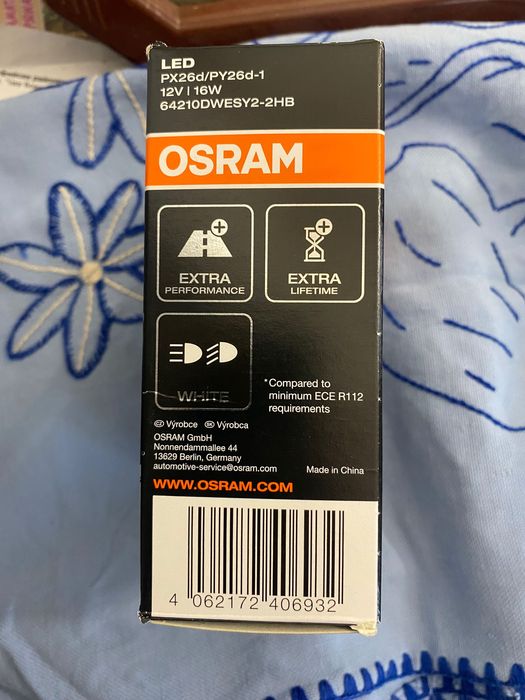 LED
PX26d/PY26d-1
12V | 16W
64210DWESY2-2HB
OSRAM
EXTRA
PERFORMANCE
EXTRA
LIFETIME
WHITE
*Compared to
minimum ECE R112
requirements
CZ Výrobce SK Výrobca
OSRAM GmbH
Nonnendammallee 44
13629 Berlin, Germany
automotive-service@osram.com
Made in China
WWW.OSRAM.COM
4 062172 406932